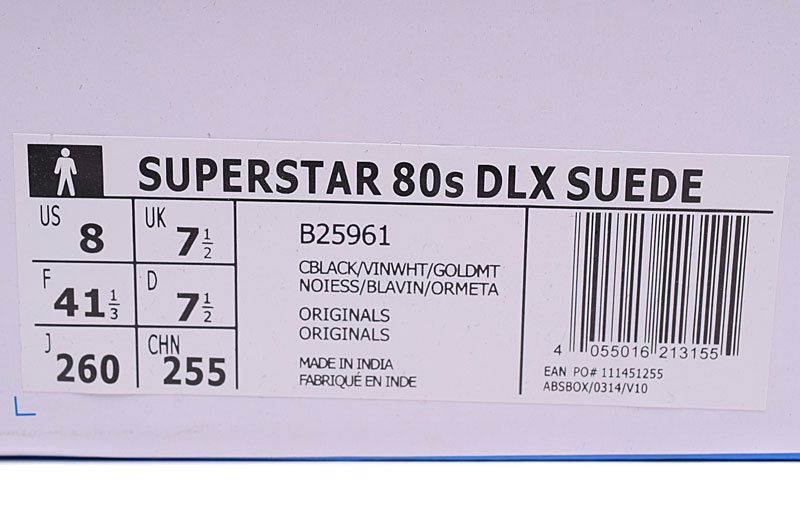 SUPERSTAR 80s DLX SUEDE
US 8 UK 7 1/2
F 41 1/3 D 7 1/2
J 260 CHN 255
B25961
CBLACK/VINWHT/GOLDMT
NOIESS/BLAVIN/ORMETA
ORIGINALS
ORIGINALS
MADE IN INDIA
FABRIQUÉ EN INDE
4 055016 213155
EAN PO# 111451255
ABSBOX/0314/V10